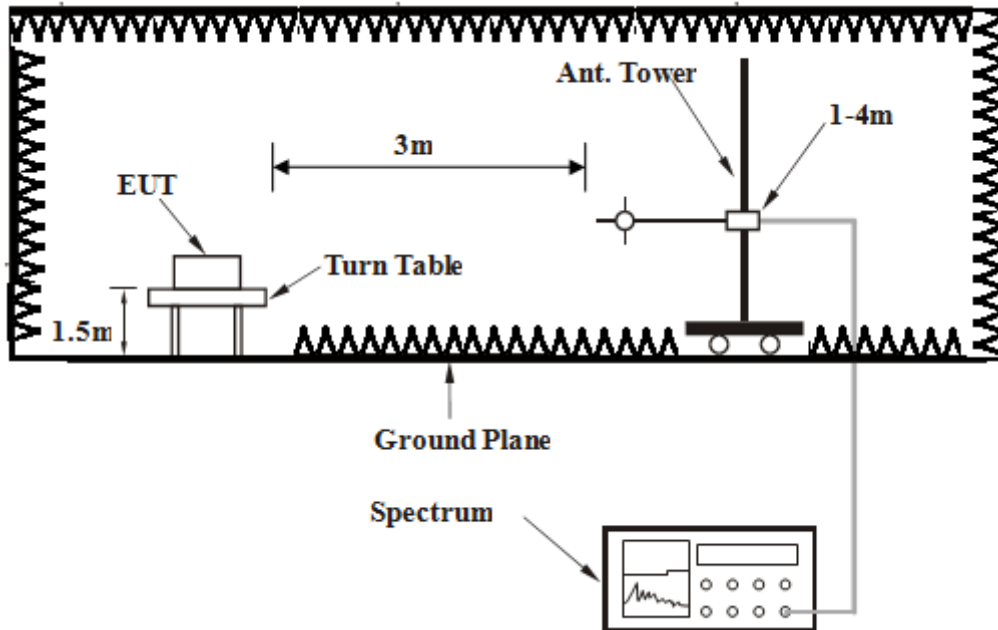 Ant. Tower
1-4m
3m
EUT
Turn Table
1.5m
Ground Plane
Spectrum